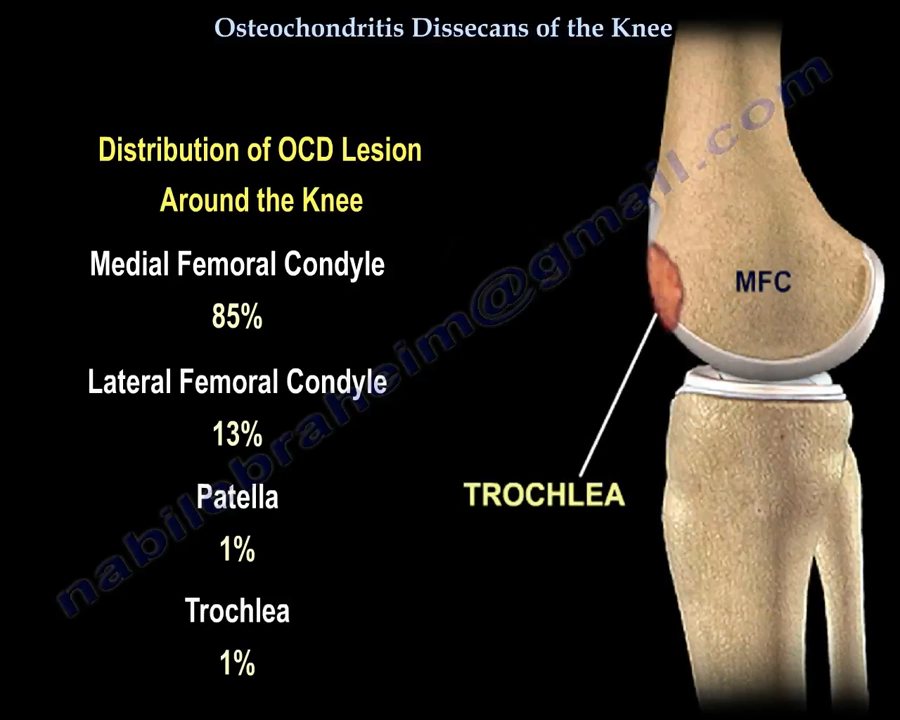 Osteochondritis Dissecans of the Knee
Distribution of OCD Lesion
Around the Knee
Medial Femoral Condyle
85%
Lateral Femoral Condyle
13%
Patella
1%
Trochlea
1%
MFC
TROCHLEA
nabilebraheim@gmail.com